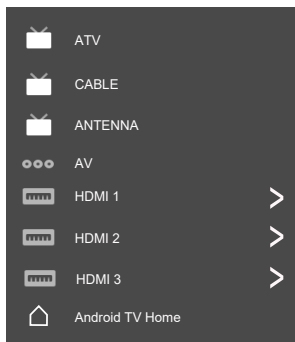 ATV
CABLE
ANTENNA
AV
HDMI 1
HDMI 2
HDMI 3
Android TV Home